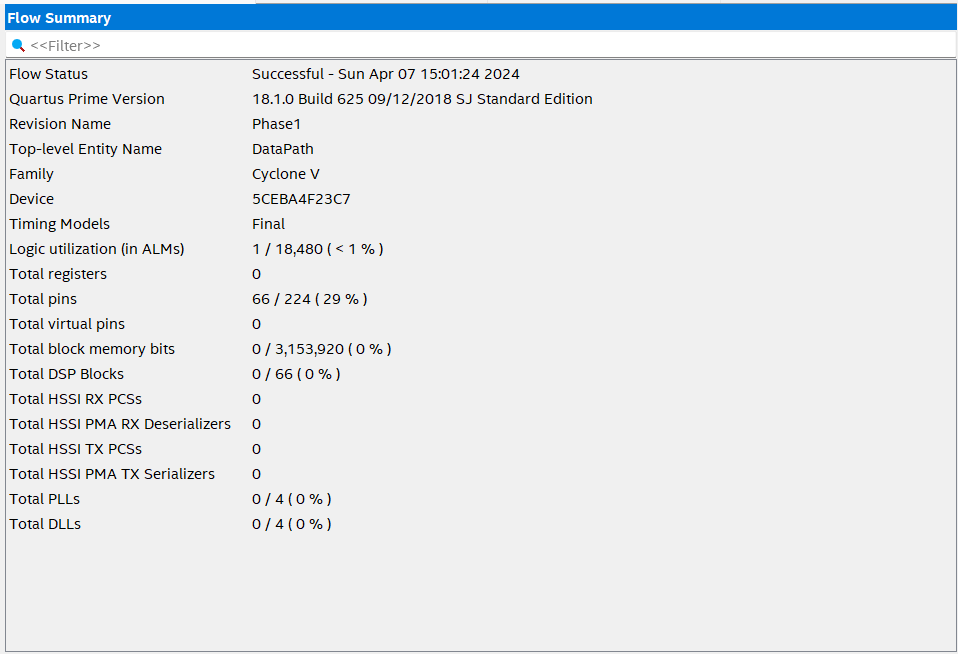 Flow Summary
<<Filter>>
Flow Status Successful - Sun Apr 07 15:01:24 2024
Quartus Prime Version 18.1.0 Build 625 09/12/2018 SJ Standard Edition
Revision Name Phase1
Top-level Entity Name DataPath
Family Cyclone V
Device 5CEBA4F23C7
Timing Models Final
Logic utilization (in ALMs) 1 / 18,480 ( < 1 % )
Total registers 0
Total pins 66 / 224 ( 29 % )
Total virtual pins 0
Total block memory bits 0 / 3,153,920 ( 0 % )
Total DSP Blocks 0 / 66 ( 0 % )
Total HSSI RX PCSs 0
Total HSSI PMA RX Deserializers 0
Total HSSI TX PCSs 0
Total HSSI PMA TX Serializers 0
Total PLLs 0 / 4 ( 0 % )
Total DLLs 0 / 4 ( 0 % )